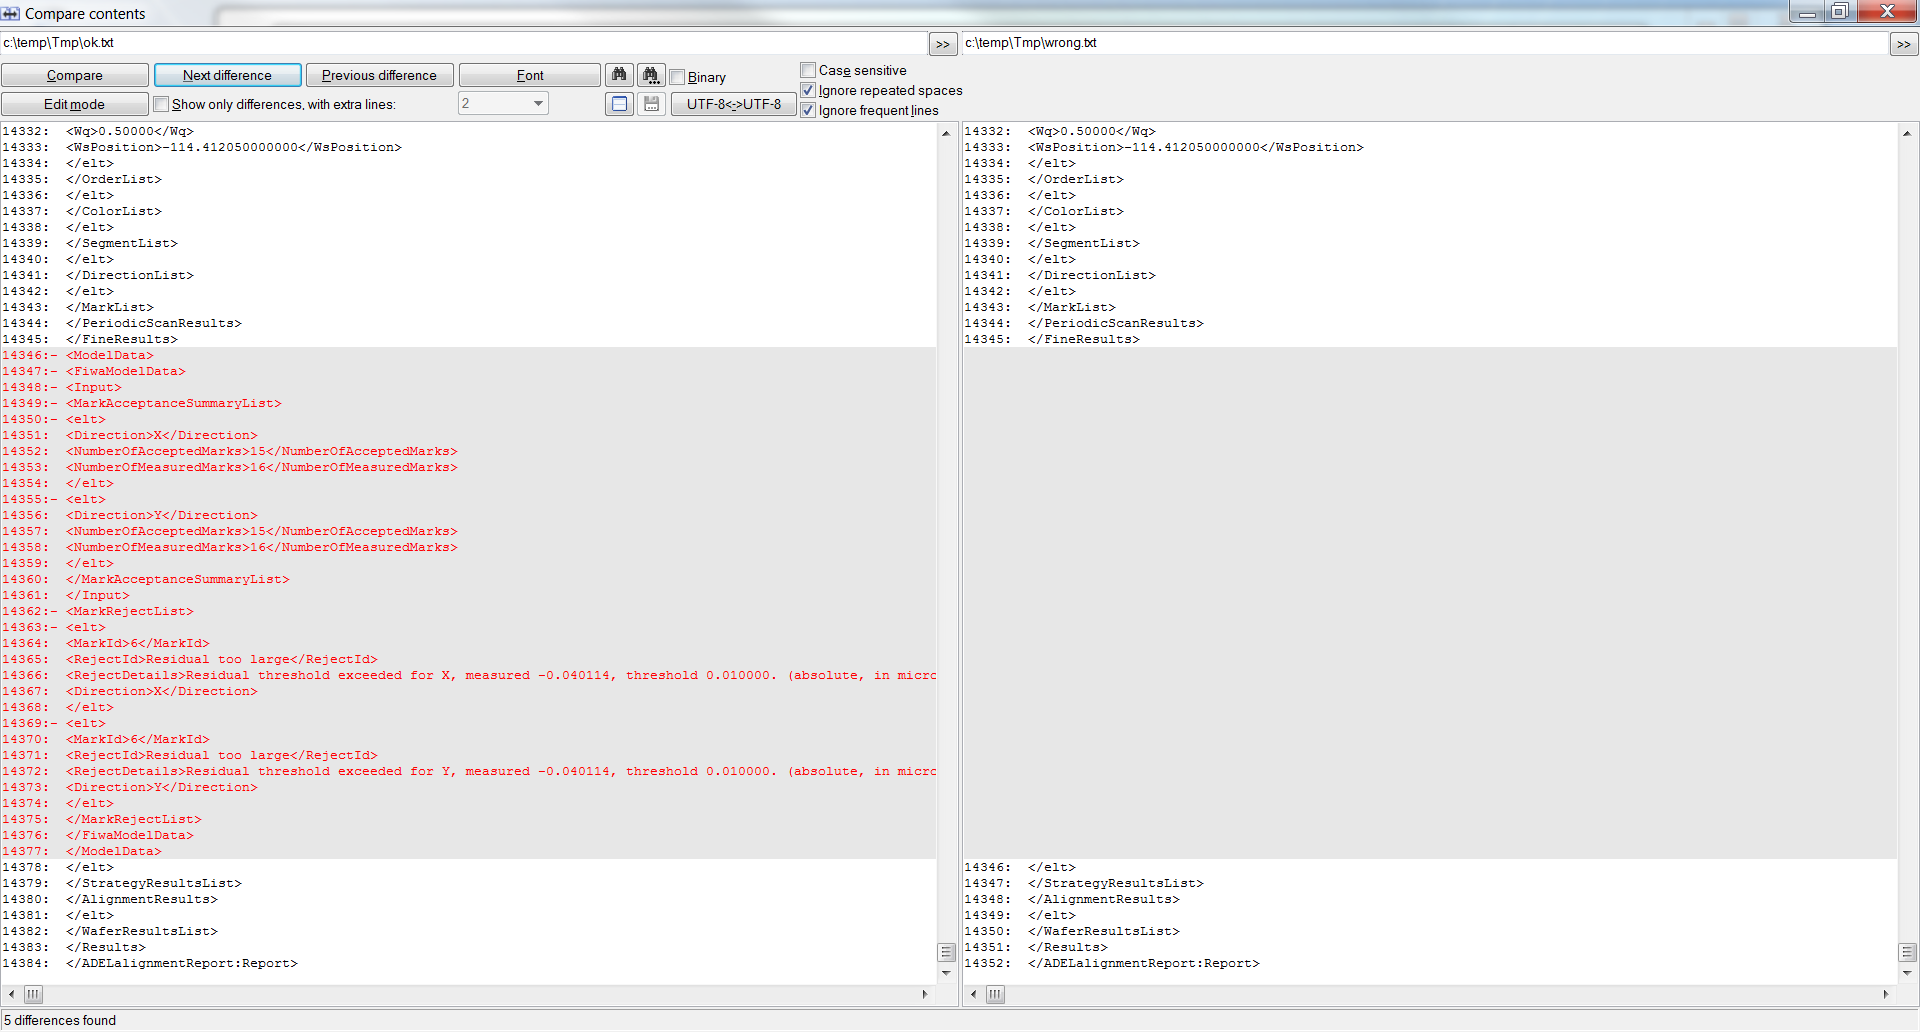 Compare contents
c:\temp\Tmp\ok.txt >> c:\temp\Tmp\wrong.txt >>
Compare Next difference Previous difference Font Binary Case sensitive
Ignore repeated spaces
Edit mode Show only differences, with extra lines: 2 UTF-8<->UTF-8 Ignore frequent lines
14332: <Wq>0.50000</Wq>
14333: <WsPosition>-114.412050000000</WsPosition>
14334: </elt>
14335: </OrderList>
14336: </elt>
14337: </ColorList>
14338: </elt>
14339: </SegmentList>
14340: </elt>
14341: </DirectionList>
14342: </elt>
14343: </MarkList>
14344: </PeriodicScanResults>
14345: </FineResults>
14346:- <ModelData>
14347:- <FiwaModelData>
14348:- <Input>
14349:- <MarkAcceptanceSummaryList>
14350:- <elt>
14351: <Direction>X</Direction>
14352: <NumberOfAcceptedMarks>15</NumberOfAcceptedMarks>
14353: <NumberOfMeasuredMarks>16</NumberOfMeasuredMarks>
14354: </elt>
14355:- <elt>
14356: <Direction>Y</Direction>
14357: <NumberOfAcceptedMarks>15</NumberOfAcceptedMarks>
14358: <NumberOfMeasuredMarks>16</NumberOfMeasuredMarks>
14359: </elt>
14360: </MarkAcceptanceSummaryList>
14361: </Input>
14362:- <MarkRejectList>
14363:- <elt>
14364: <MarkId>6</MarkId>
14365: <RejectId>Residual too large</RejectId>
14366: <RejectDetails>Residual threshold exceeded for X, measured -0.040114, threshold 0.010000. (absolute, in micr
14367: <Direction>X</Direction>
14368: </elt>
14369:- <elt>
14370: <MarkId>6</MarkId>
14371: <RejectId>Residual too large</RejectId>
14372: <RejectDetails>Residual threshold exceeded for Y, measured -0.040114, threshold 0.010000. (absolute, in micr
14373: <Direction>Y</Direction>
14374: </elt>
14375: </MarkRejectList>
14376: </FiwaModelData>
14377: </ModelData>
14378: </elt>
14379: </StrategyResultsList>
14380: </AlignmentResults>
14381: </elt>
14382: </WaferResultsList>
14383: </Results>
14384: </ADELalignmentReport:Report>
14332: <Wq>0.50000</Wq>
14333: <WsPosition>-114.412050000000</WsPosition>
14334: </elt>
14335: </OrderList>
14336: </elt>
14337: </ColorList>
14338: </elt>
14339: </SegmentList>
14340: </elt>
14341: </DirectionList>
14342: </elt>
14343: </MarkList>
14344: </PeriodicScanResults>
14345: </FineResults>
14346: </elt>
14347: </StrategyResultsList>
14348: </AlignmentResults>
14349: </elt>
14350: </WaferResultsList>
14351: </Results>
14352: </ADELalignmentReport:Report>
5 differences found